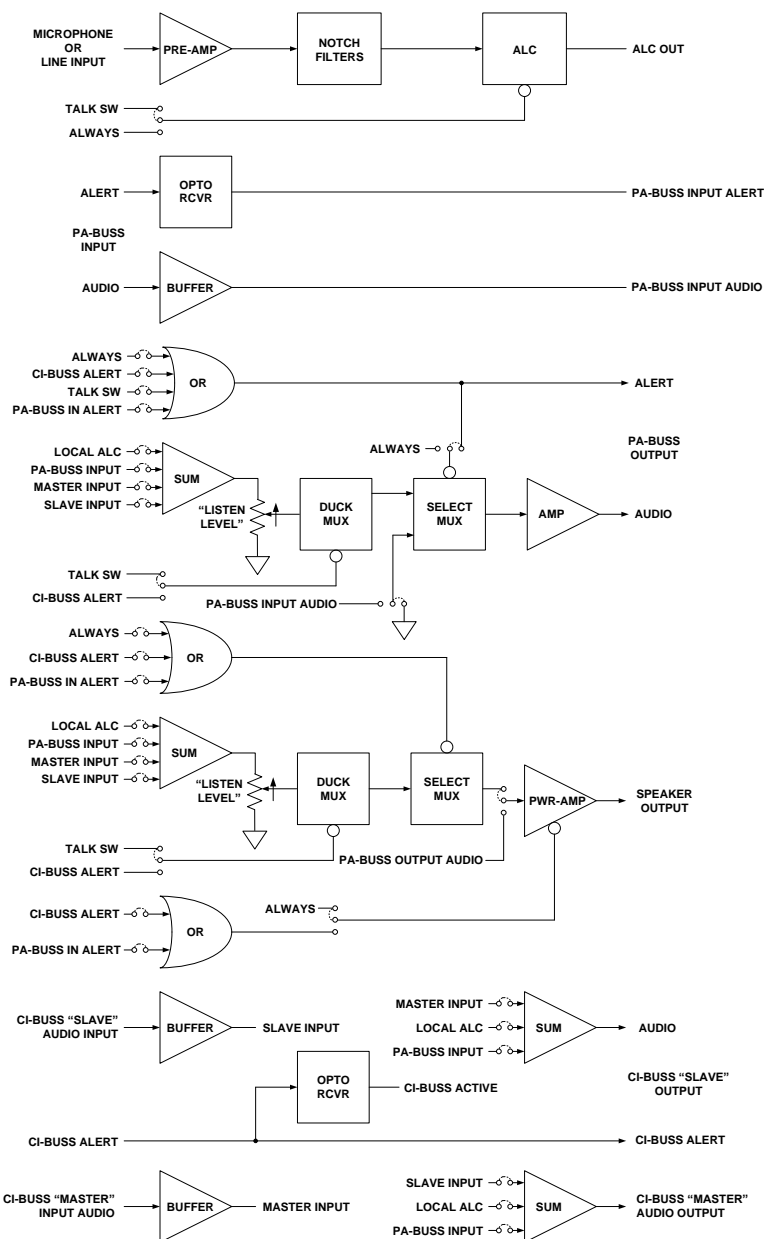 MICROPHONE
OR
LINE INPUT
PRE-AMP
NOTCH
FILTERS
ALC
ALC OUT
TALK SW
ALWAYS
ALERT
OPTO
RCVR
PA-BUSS INPUT ALERT
PA-BUSS
INPUT
AUDIO
BUFFER
PA-BUSS INPUT AUDIO
ALWAYS
CI-BUSS ALERT
TALK SW
PA-BUSS IN ALERT
OR
ALERT
PA-BUSS
OUTPUT
ALWAYS
LOCAL ALC
PA-BUSS INPUT
MASTER INPUT
SLAVE INPUT
SUM
“LISTEN
LEVEL”
DUCK
MUX
SELECT
MUX
AMP
AUDIO
TALK SW
CI-BUSS ALERT
PA-BUSS INPUT AUDIO
ALWAYS
CI-BUSS ALERT
PA-BUSS IN ALERT
OR
LOCAL ALC
PA-BUSS INPUT
MASTER INPUT
SLAVE INPUT
SUM
“LISTEN
LEVEL”
DUCK
MUX
SELECT
MUX
PWR-AMP
SPEAKER
OUTPUT
TALK SW
CI-BUSS ALERT
PA-BUSS OUTPUT AUDIO
CI-BUSS ALERT
PA-BUSS IN ALERT
OR
ALWAYS
CI-BUSS “SLAVE”
AUDIO INPUT
BUFFER
SLAVE INPUT
MASTER INPUT
LOCAL ALC
PA-BUSS INPUT
SUM
AUDIO
OPTO
RCVR
CI-BUSS ACTIVE
CI-BUSS “SLAVE”
OUTPUT
CI-BUSS ALERT
CI-BUSS ALERT
CI-BUSS “MASTER”
INPUT AUDIO
BUFFER
MASTER INPUT
SLAVE INPUT
LOCAL ALC
PA-BUSS INPUT
SUM
CI-BUSS “MASTER”
AUDIO OUTPUT